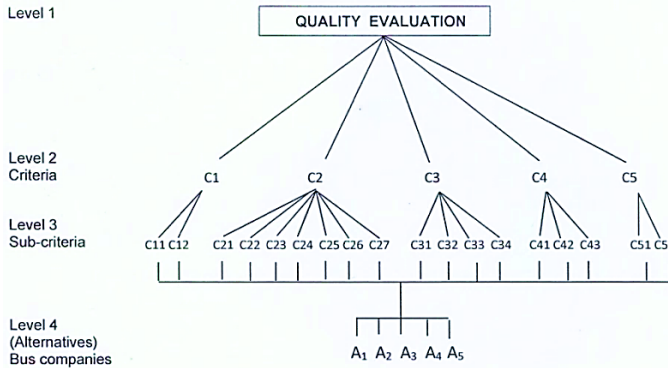 Level 1
QUALITY EVALUATION
Level 2
Criteria
C1 C2 C3 C4 C5
Level 3
Sub-criteria
C11 C12 C21 C22 C23 C24 C25 C26 C27 C31 C32 C33 C34 C41 C42 C43 C51 C5
Level 4
(Alternatives)
Bus companies
A₁ A₂ A₃ A₄ A₅